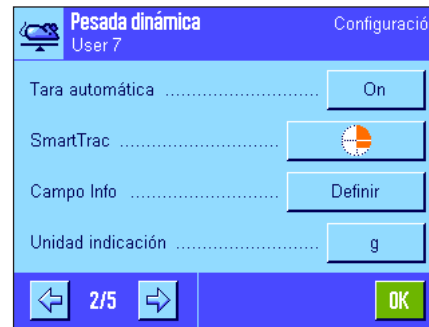 Pesada dinámica Configuració
User 7
Tara automática ............................ On
SmartTrac ....................................
Campo Info ................................. Definir
Unidad indicación ......................... g
2/5 OK